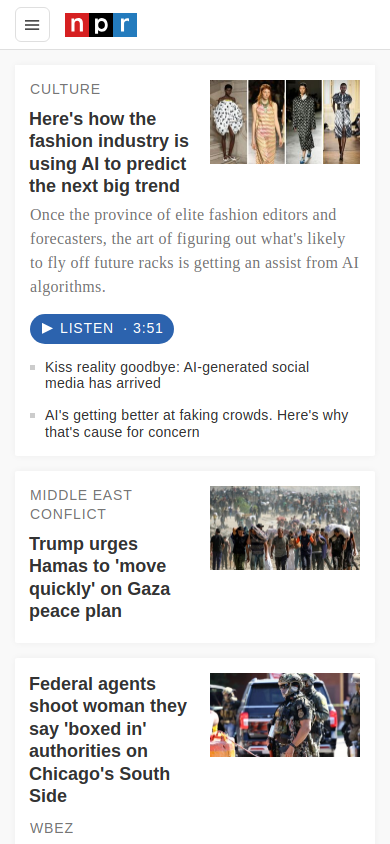 npr
CULTURE
Here's how the
fashion industry is
using AI to predict
the next big trend
Once the province of elite fashion editors and
forecasters, the art of figuring out what's likely
to fly off future racks is getting an assist from AI
algorithms.
LISTEN · 3:51
Kiss reality goodbye: AI-generated social
media has arrived
AI's getting better at faking crowds. Here's why
that's cause for concern
MIDDLE EAST
CONFLICT
Trump urges
Hamas to 'move
quickly' on Gaza
peace plan
Federal agents
shoot woman they
say 'boxed in'
authorities on
Chicago's South
Side
WBEZ